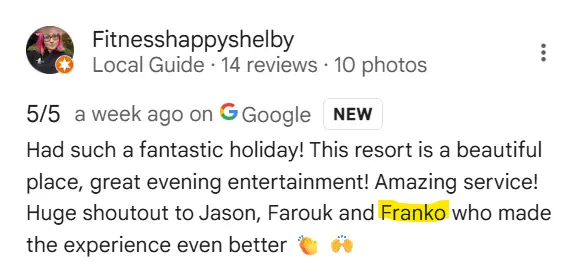 Fitnesshappyshelby
Local Guide · 14 reviews · 10 photos
5/5 a week ago on Google NEW
Had such a fantastic holiday! This resort is a beautiful
place, great evening entertainment! Amazing service!
Huge shoutout to Jason, Farouk and Franko who made
the experience even better 👏 🙌